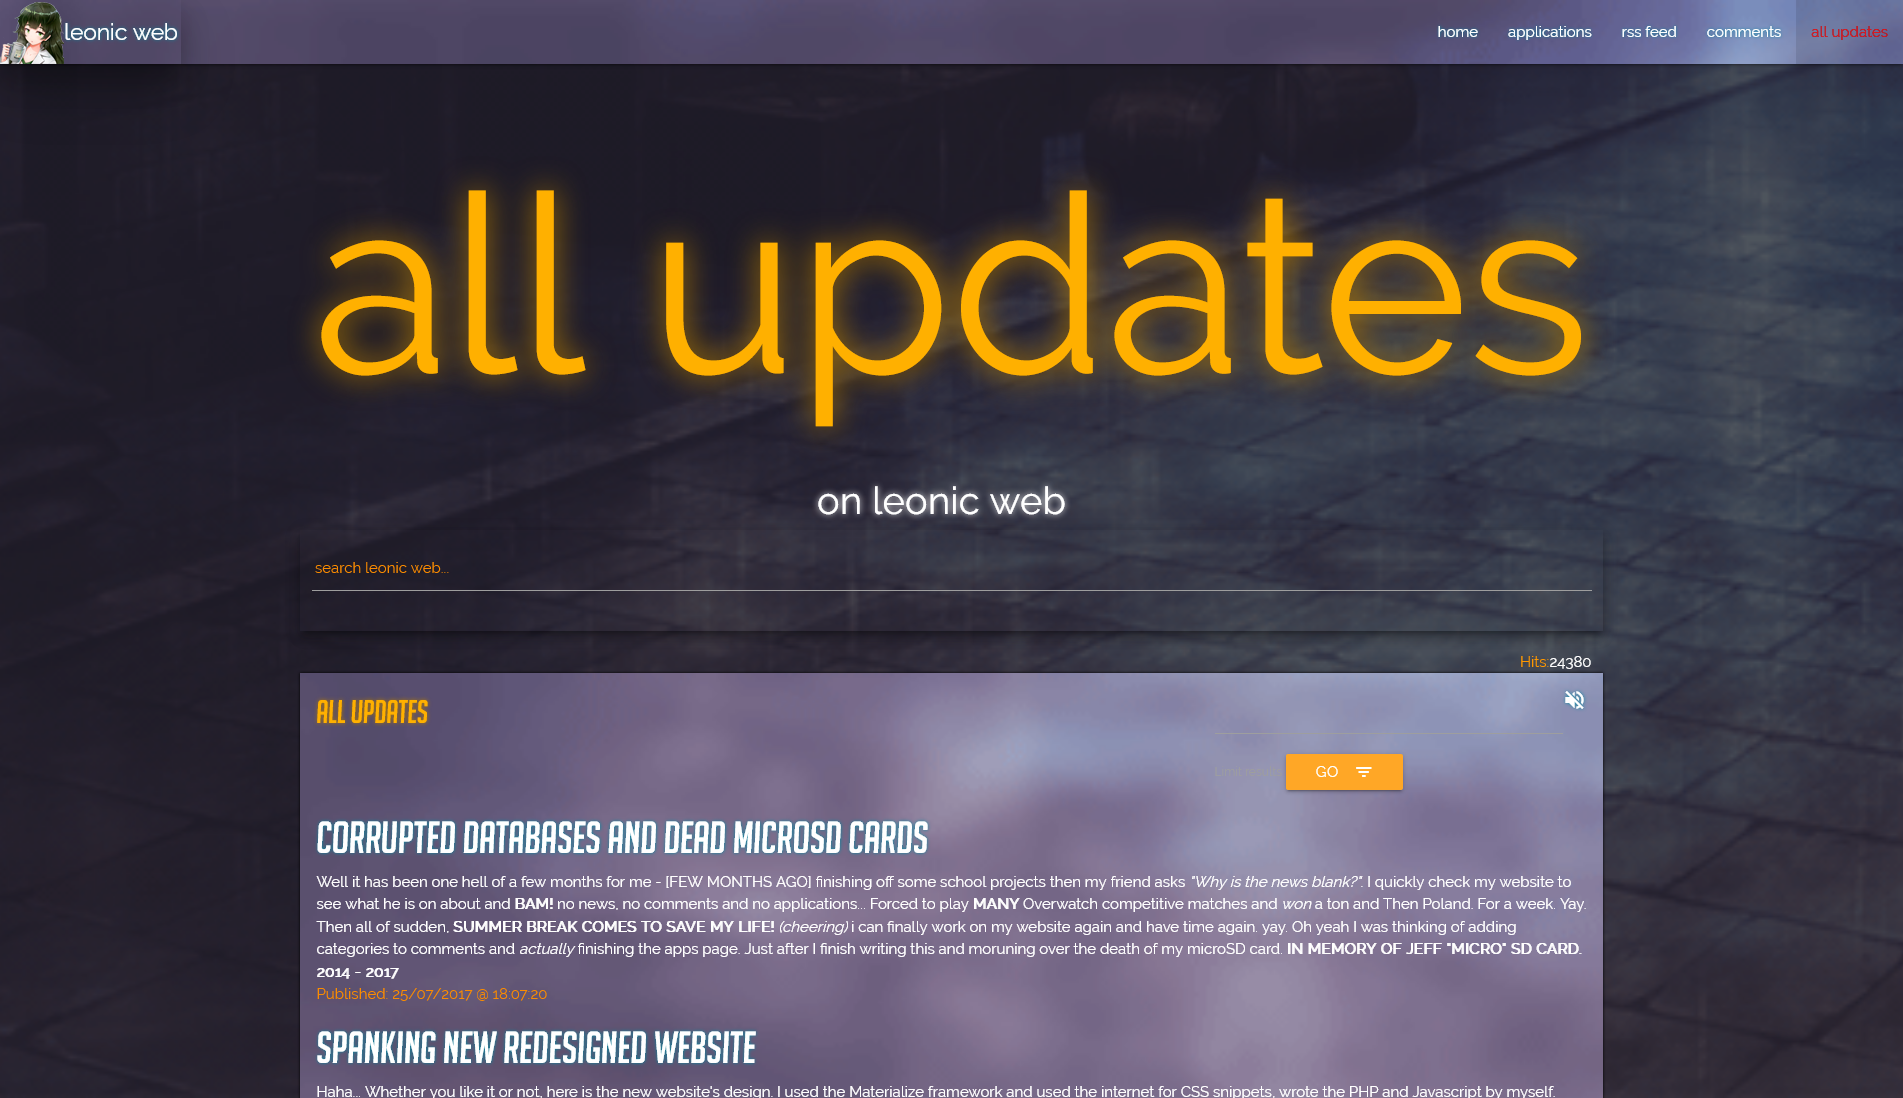 leonic web
home
applications
rss feed
comments
all updates
all updates
on leonic web
search leonic web...
Hits:24380
ALL UPDATES
GO
CORRUPTED DATABASES AND DEAD MICROSD CARDS
Well it has been one hell of a few months for me - [FEW MONTHS AGO] finishing off some school projects then my friend asks "Why is the news blank?". I quickly check my website to
see what he is on about and BAM! no news, no comments and no applications... Forced to play MANY Overwatch competitive matches and won a ton and Then Poland. For a week. Yay.
Then all of sudden, SUMMER BREAK COMES TO SAVE MY LIFE! (cheering) i can finally work on my website again and have time again. yay. Oh yeah I was thinking of adding
categories to comments and actually finishing the apps page. Just after I finish writing this and moruning over the death of my microSD card. IN MEMORY OF JEFF "MICRO" SD CARD.
2014 - 2017
Published: 25/07/2017 @ 18:07:20
SPANKING NEW REDESIGNED WEBSITE
Haha... Whether you like it or not, here is the new website's design. I used the Materialize framework and used the internet for CSS snippets, wrote the PHP and Javascript by myself.